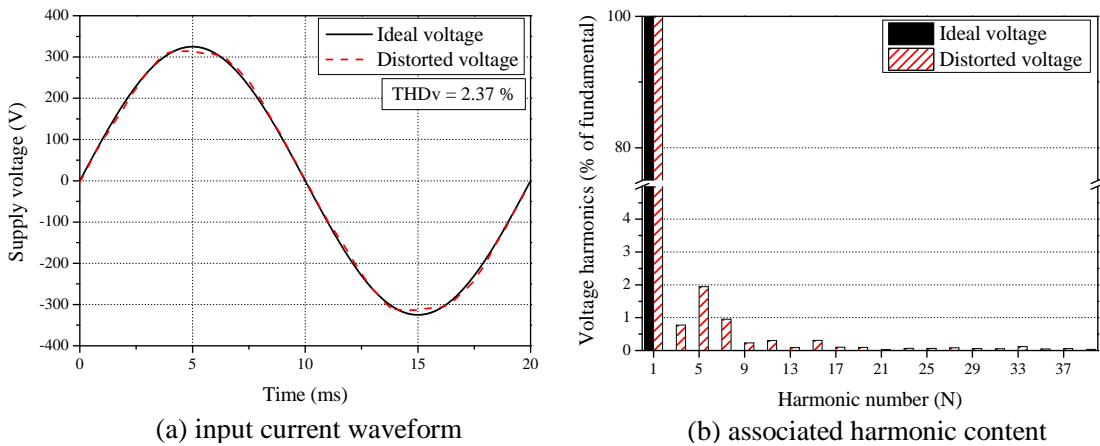 400
300
200
100
0
-100
-200
-300
-400
0
5
10
15
20
Supply voltage (V)
Time (ms)
Ideal voltage
Distorted voltage
THDv = 2.37 %
(a) input current waveform
100
80
4
3
2
1
0
1
5
9
13
17
21
25
29
33
37
Voltage harmonics (% of fundamental)
Harmonic number (N)
Ideal voltage
Distorted voltage
(b) associated harmonic content